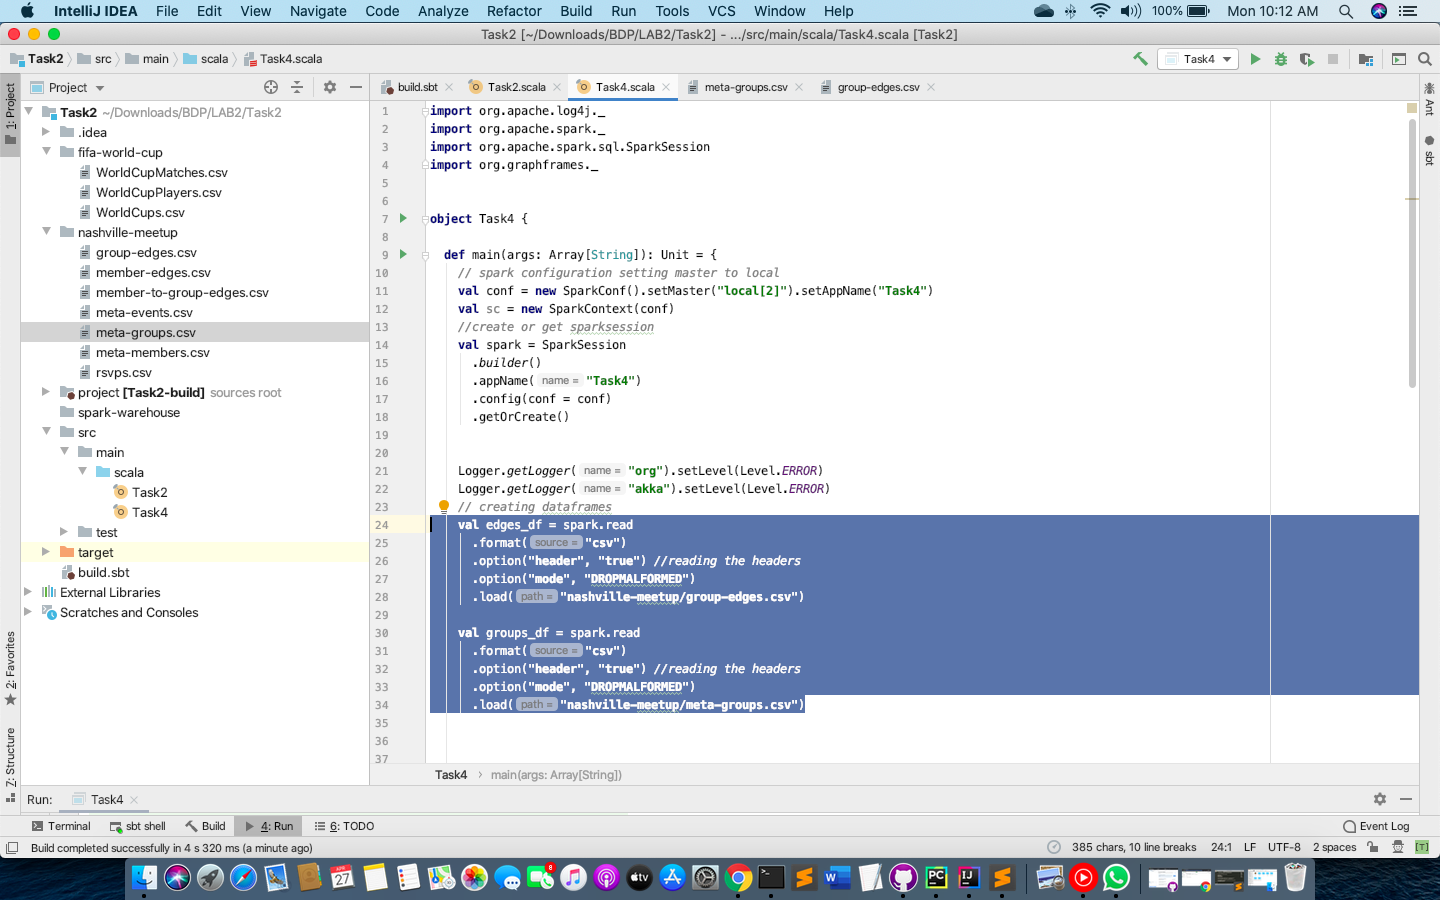 IntelliJ IDEA File Edit View Navigate Code Analyze Refactor Build Run Tools VCS Window Help 100% Mon 10:12 AM
Task2 [~/Downloads/BDP/LAB2/Task2] - .../src/main/scala/Task4.scala [Task2]
Task2 src main scala Task4.scala Task4
Project build.sbt Task2.scala Task4.scala meta-groups.csv group-edges.csv
1: Project
2: Favorites
7: Structure
Ant
sbt
Task2 ~/Downloads/BDP/LAB2/Task2
.idea
fifa-world-cup
WorldCupMatches.csv
WorldCupPlayers.csv
WorldCups.csv
nashville-meetup
group-edges.csv
member-edges.csv
member-to-group-edges.csv
meta-events.csv
meta-groups.csv
meta-members.csv
rsvps.csv
project [Task2-build] sources root
spark-warehouse
src
main
scala
Task2
Task4
test
target
build.sbt
External Libraries
Scratches and Consoles
1 import org.apache.log4j._
2 import org.apache.spark._
3 import org.apache.spark.sql.SparkSession
4 import org.graphframes._
5
6
7 object Task4 {
8
9 def main(args: Array[String]): Unit = {
10 // spark configuration setting master to local
11 val conf = new SparkConf().setMaster("local[2]").setAppName("Task4")
12 val sc = new SparkContext(conf)
13 //create or get sparksession
14 val spark = SparkSession
15 .builder()
16 .appName( name = "Task4")
17 .config(conf = conf)
18 .getOrCreate()
19
20
21 Logger.getLogger( name = "org").setLevel(Level.ERROR)
22 Logger.getLogger( name = "akka").setLevel(Level.ERROR)
23 // creating dataframes
24 val edges_df = spark.read
25 .format( source = "csv")
26 .option("header", "true") //reading the headers
27 .option("mode", "DROPMALFORMED")
28 .load( path = "nashville-meetup/group-edges.csv")
29
30 val groups_df = spark.read
31 .format( source = "csv")
32 .option("header", "true") //reading the headers
33 .option("mode", "DROPMALFORMED")
34 .load( path = "nashville-meetup/meta-groups.csv")
35
36
37
Task4 › main(args: Array[String])
Run: Task4
Terminal sbt shell Build 4: Run 6: TODO Event Log
Build completed successfully in 4 s 320 ms (a minute ago) 385 chars, 10 line breaks 24:1 LF UTF-8 2 spaces [T]
JAN 27 8 tv W PC IJ